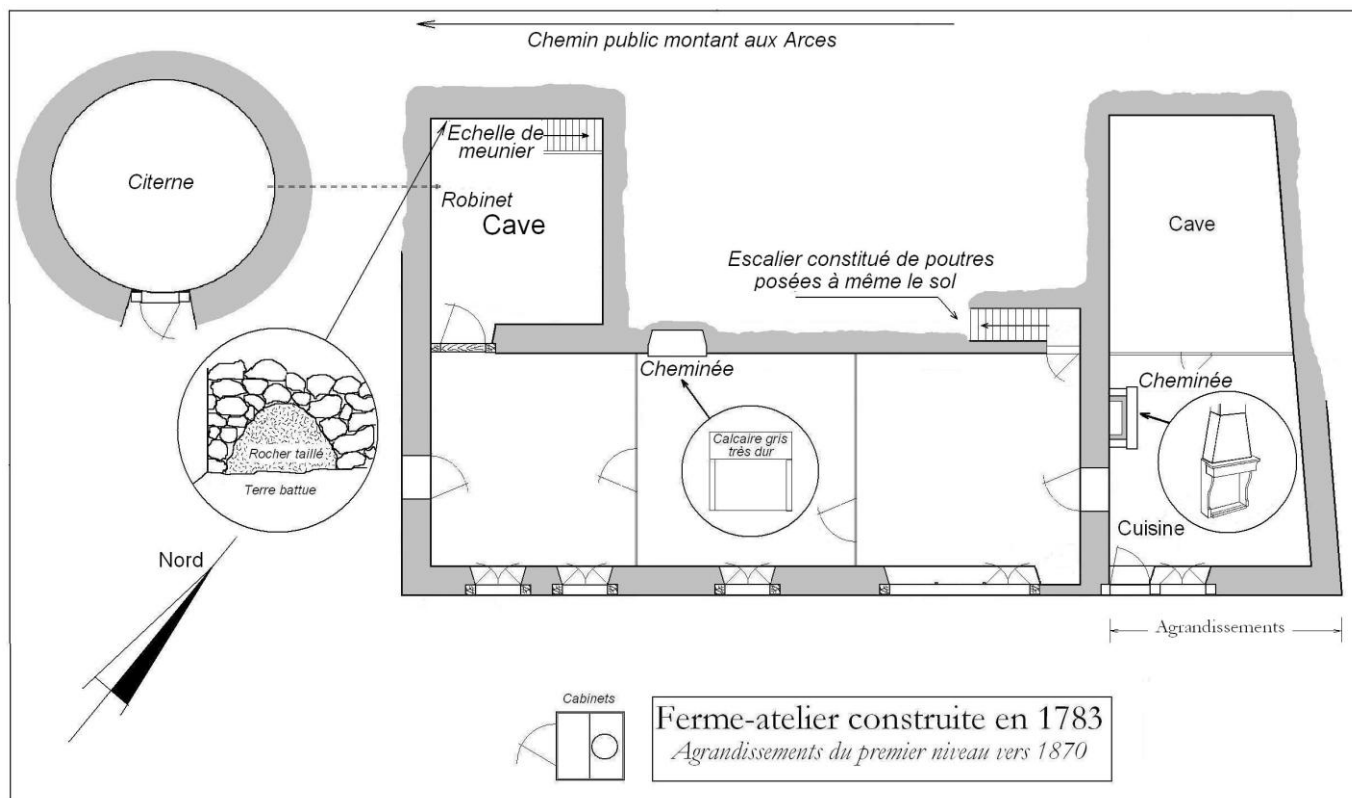 Chemin public montant aux Arces
Echelle de
meunier
Citerne
Robinet
Cave
Cave
Escalier constitué de poutres
posées à même le sol
Cheminée
Cheminée
Calcaire gris
très dur
Rocher taillé
Terre battue
Cuisine
Nord
Agrandissements
Cabinets
Ferme-atelier construite en 1783
Agrandissements du premier niveau vers 1870